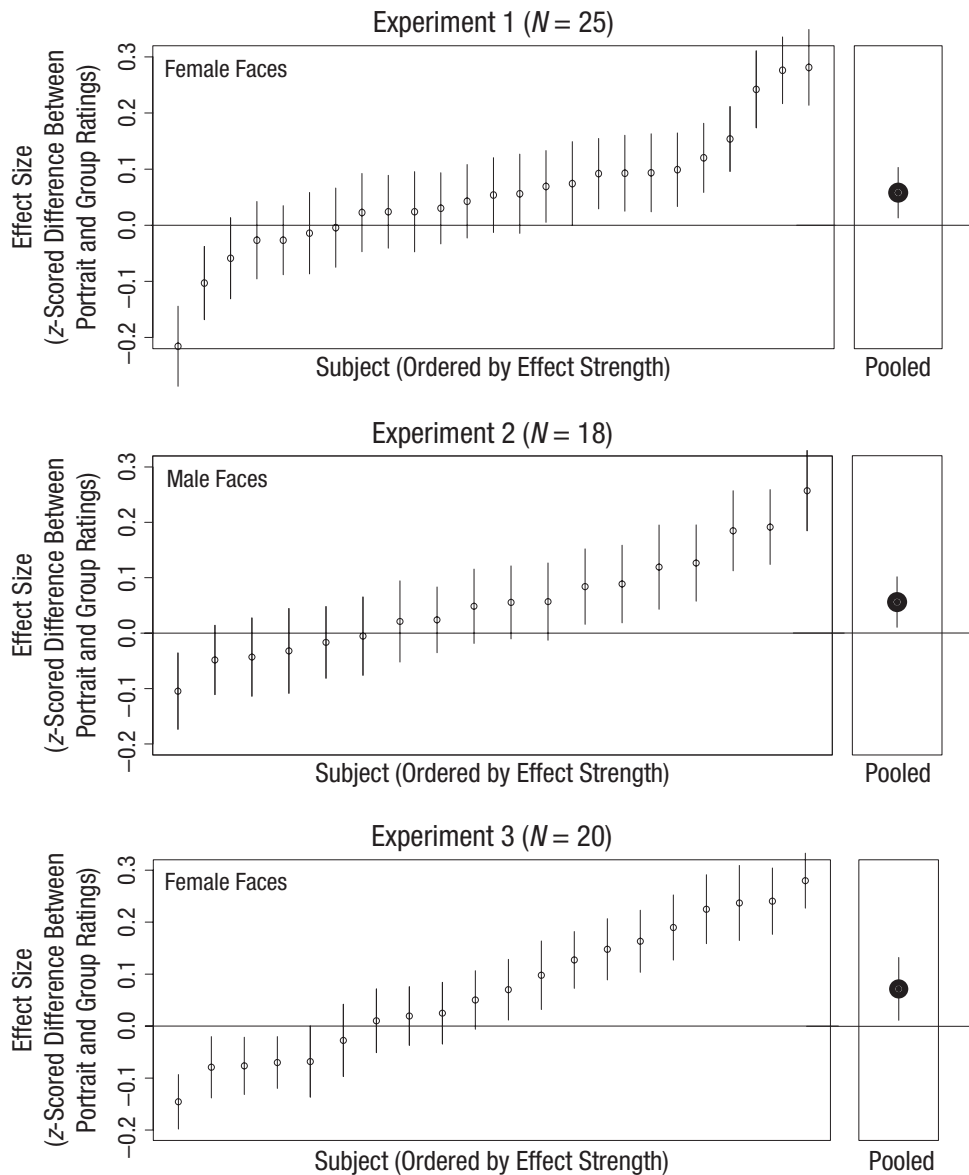 Experiment 1 (N = 25)
Effect Size
(z-Scored Difference Between
Portrait and Group Ratings)
0.3
0.2
0.1
0.0
−0.1
−0.2
Female Faces
Subject (Ordered by Effect Strength)
Pooled
Experiment 2 (N = 18)
Effect Size
(z-Scored Difference Between
Portrait and Group Ratings)
0.3
0.2
0.1
0.0
−0.1
−0.2
Male Faces
Subject (Ordered by Effect Strength)
Pooled
Experiment 3 (N = 20)
Effect Size
(z-Scored Difference Between
Portrait and Group Ratings)
0.3
0.2
0.1
0.0
−0.1
−0.2
Female Faces
Subject (Ordered by Effect Strength)
Pooled